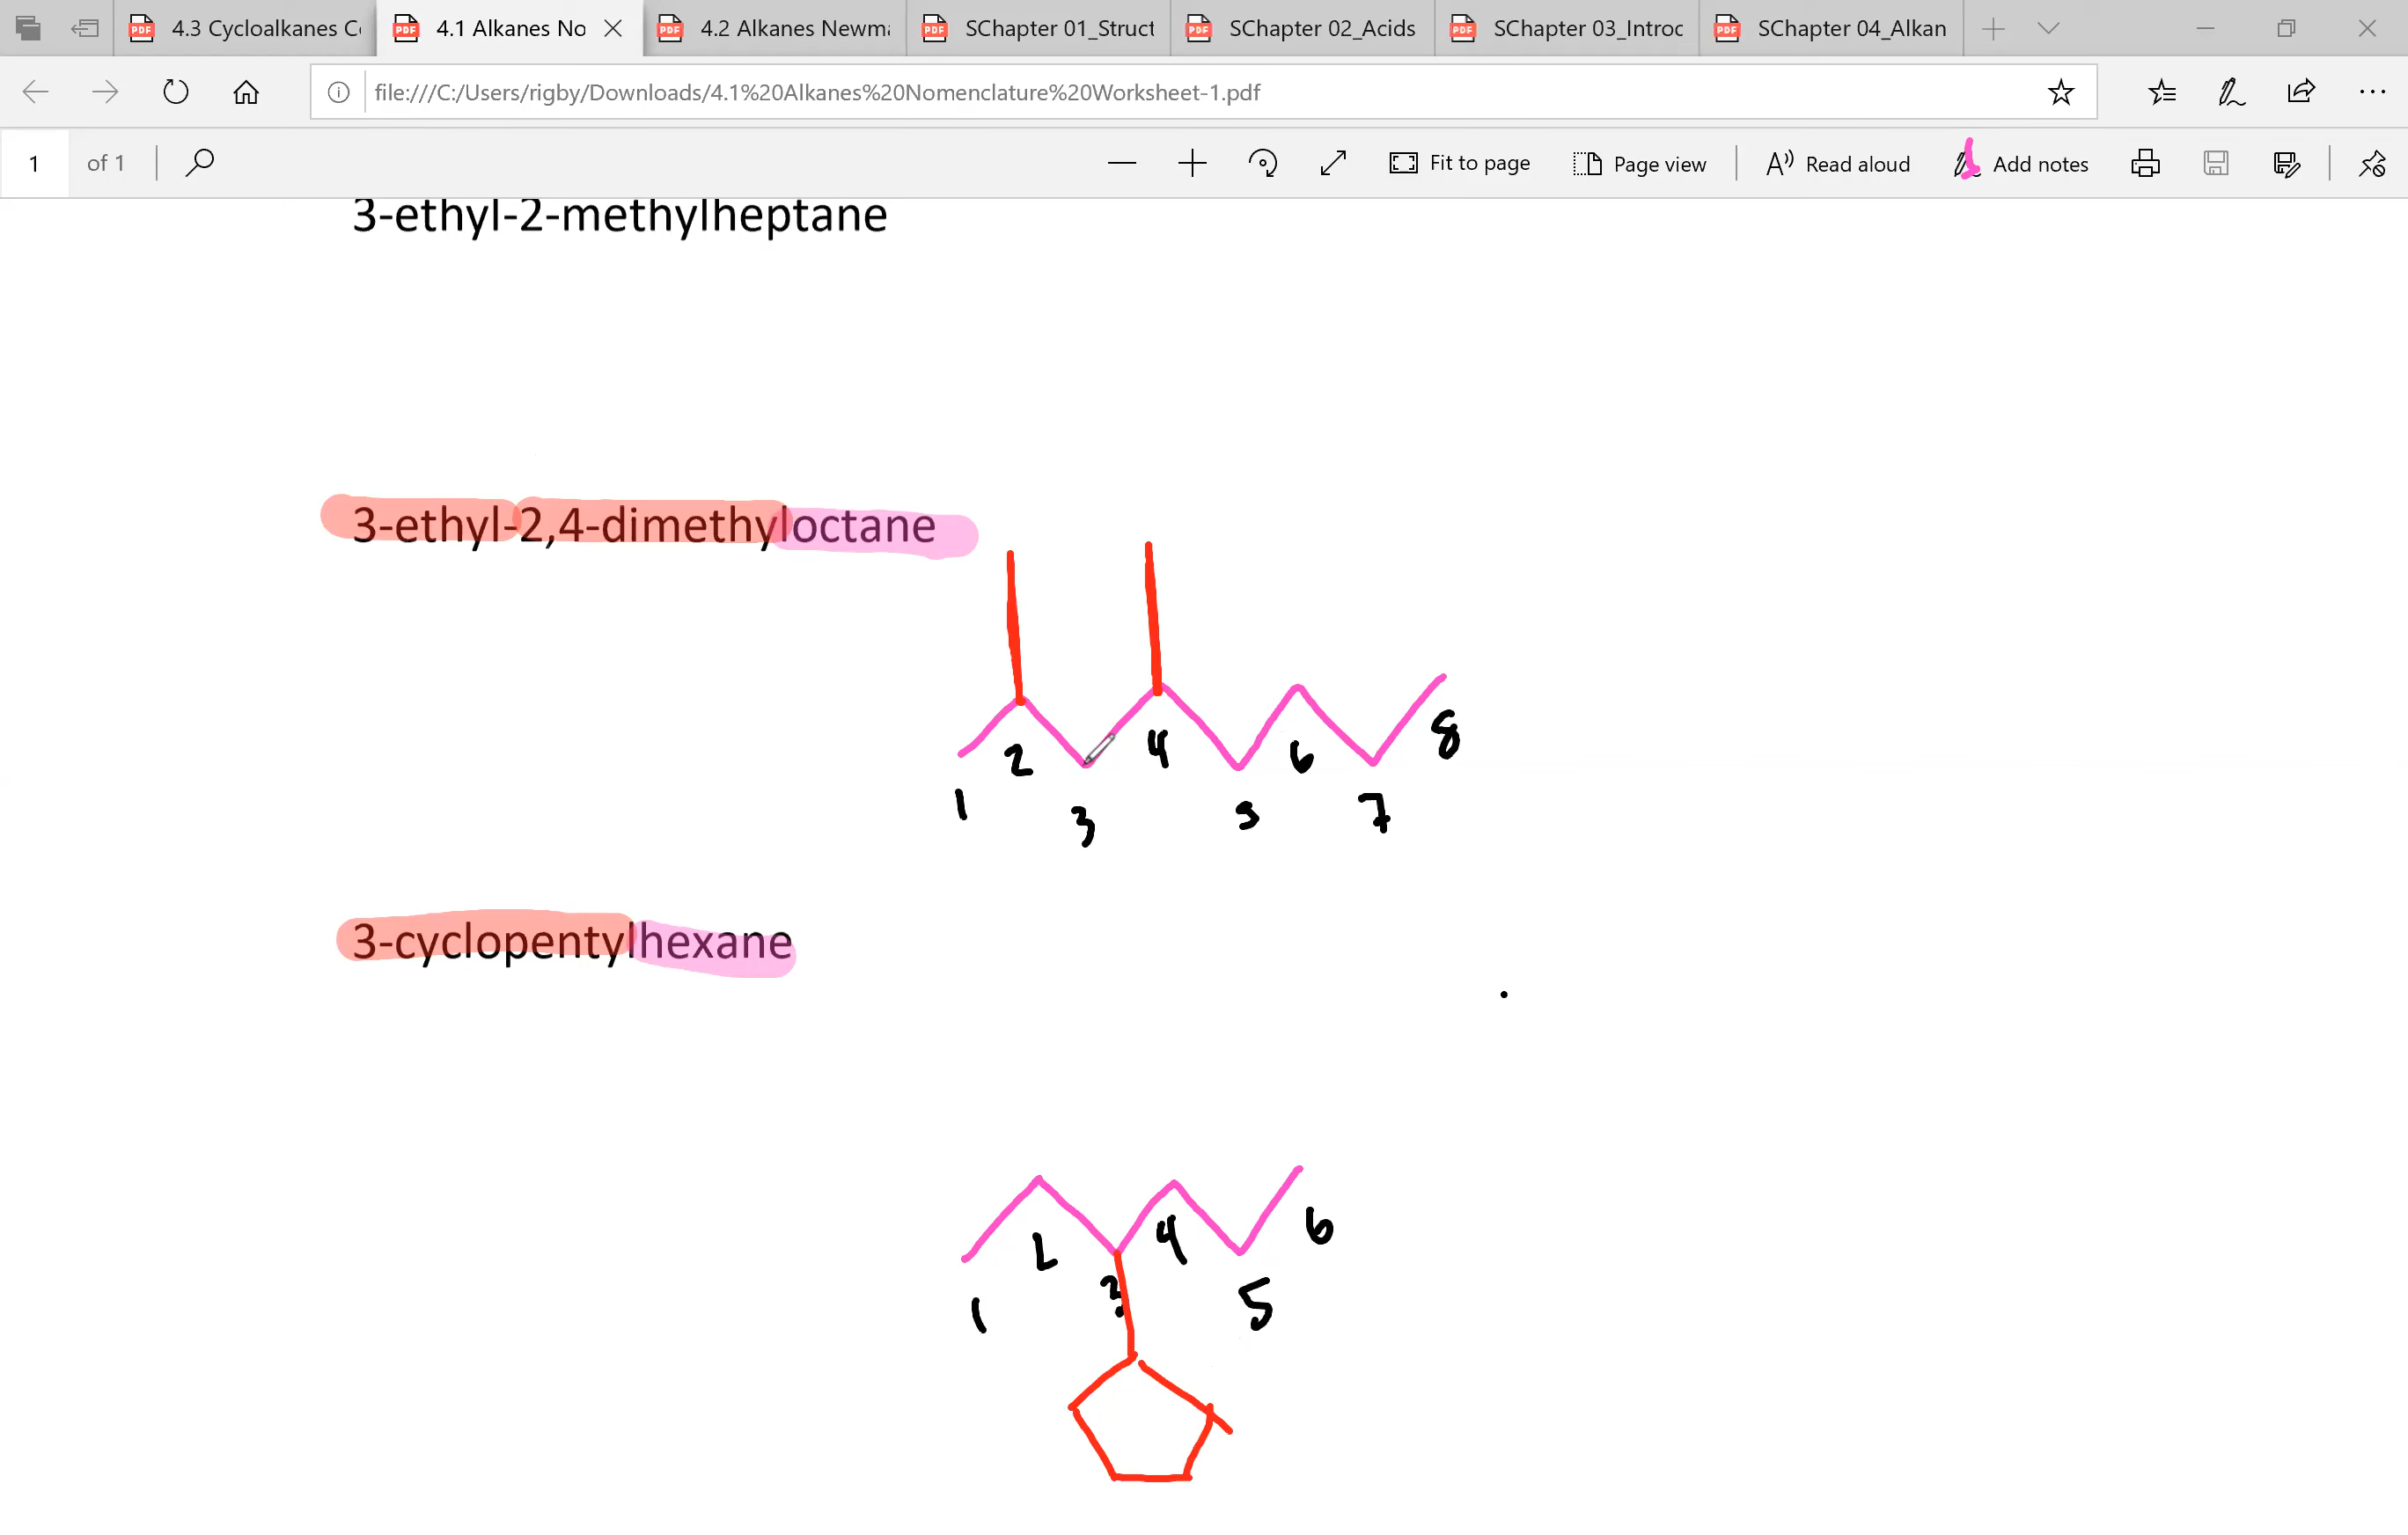 4.3 Cycloalkanes C 4.1 Alkanes No 4.2 Alkanes Newm SChapter 01_Struct SChapter 02_Acids SChapter 03_Introc SChapter 04_Alkan
file:///C:/Users/rigby/Downloads/4.1%20Alkanes%20Nomenclature%20Worksheet-1.pdf
1 of 1 Fit to page Page view Read aloud Add notes
3-ethyl-2-methylheptane
3-ethyl-2,4-dimethyloctane
1 2 3 4 5 6 7 8
3-cyclopentylhexane
1 2 3 4 5 6